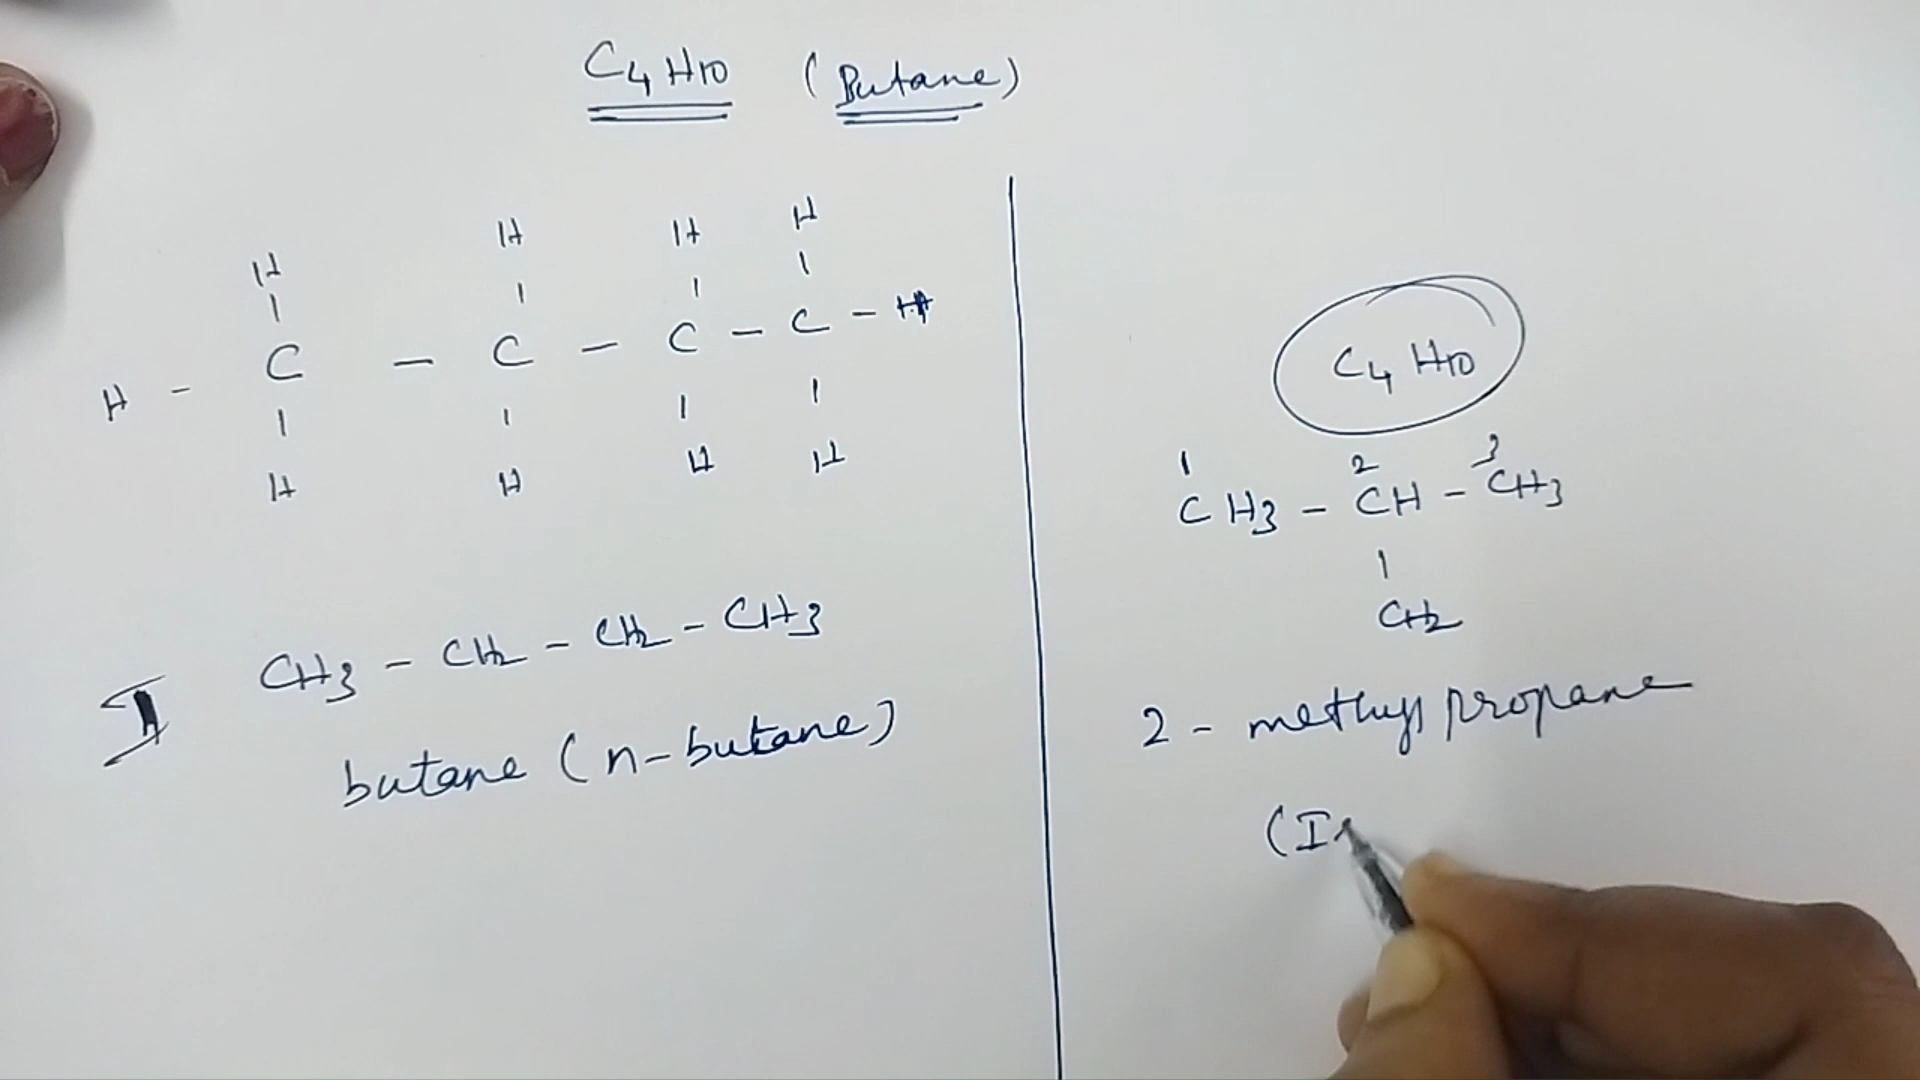 C4H10 (Butane)
H H H H
H - C - C - C - C - H
H H H H
I CH3 - CH2 - CH2 - CH3
butane (n-butane)
C4H10
1 2 3
CH3 - CH - CH3
CH2
2 - methyl propane
(Is